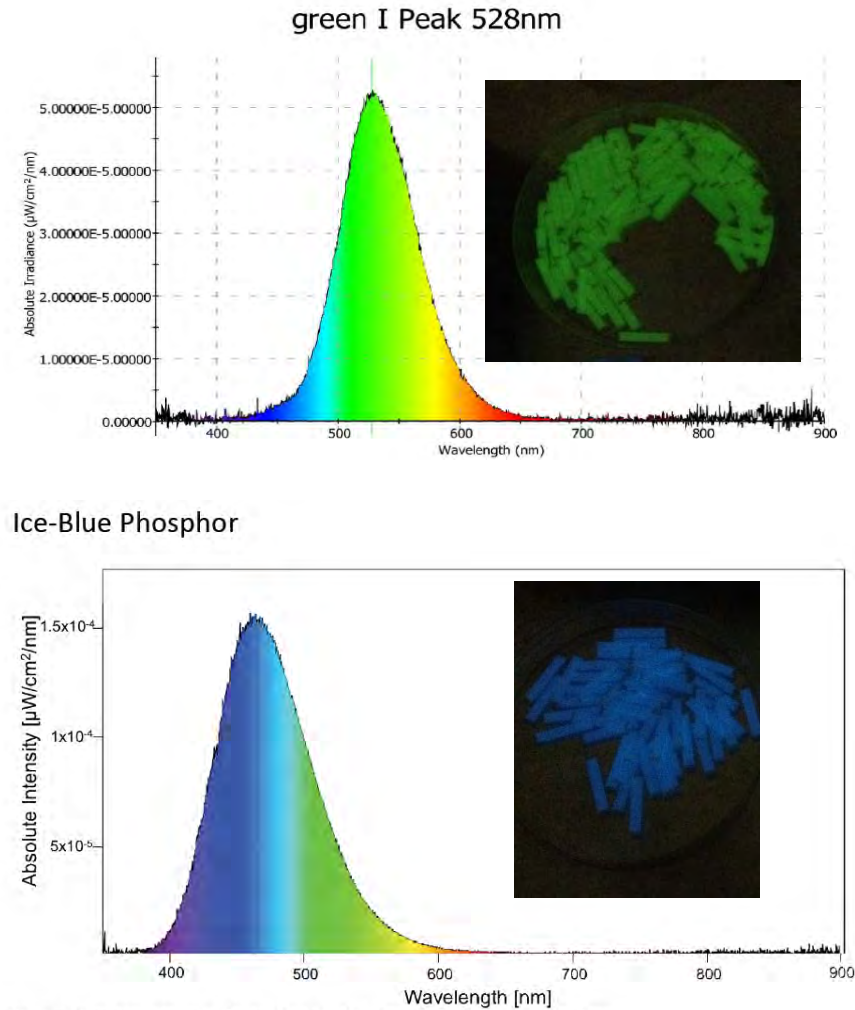 green I Peak 528nm
Absolute Irradiance (µW/cm²/nm)
5.00000E-5.00000
4.00000E-5.00000
3.00000E-5.00000
2.00000E-5.00000
1.00000E-5.00000
0.00000
400 500 600 700 800 900
Wavelength (nm)
Ice-Blue Phosphor
Absolute Intensity [µW/cm²/nm]
1.5x10⁻⁴
1x10⁻⁴
5x10⁻⁵
400 500 600 700 800 900
Wavelength [nm]